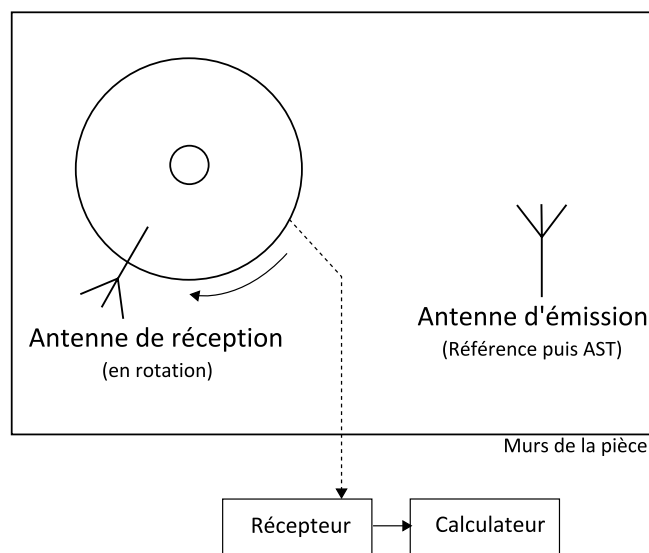 Antenne de réception
(en rotation)
Antenne d'émission
(Référence puis AST)
Murs de la pièce
Récepteur
Calculateur